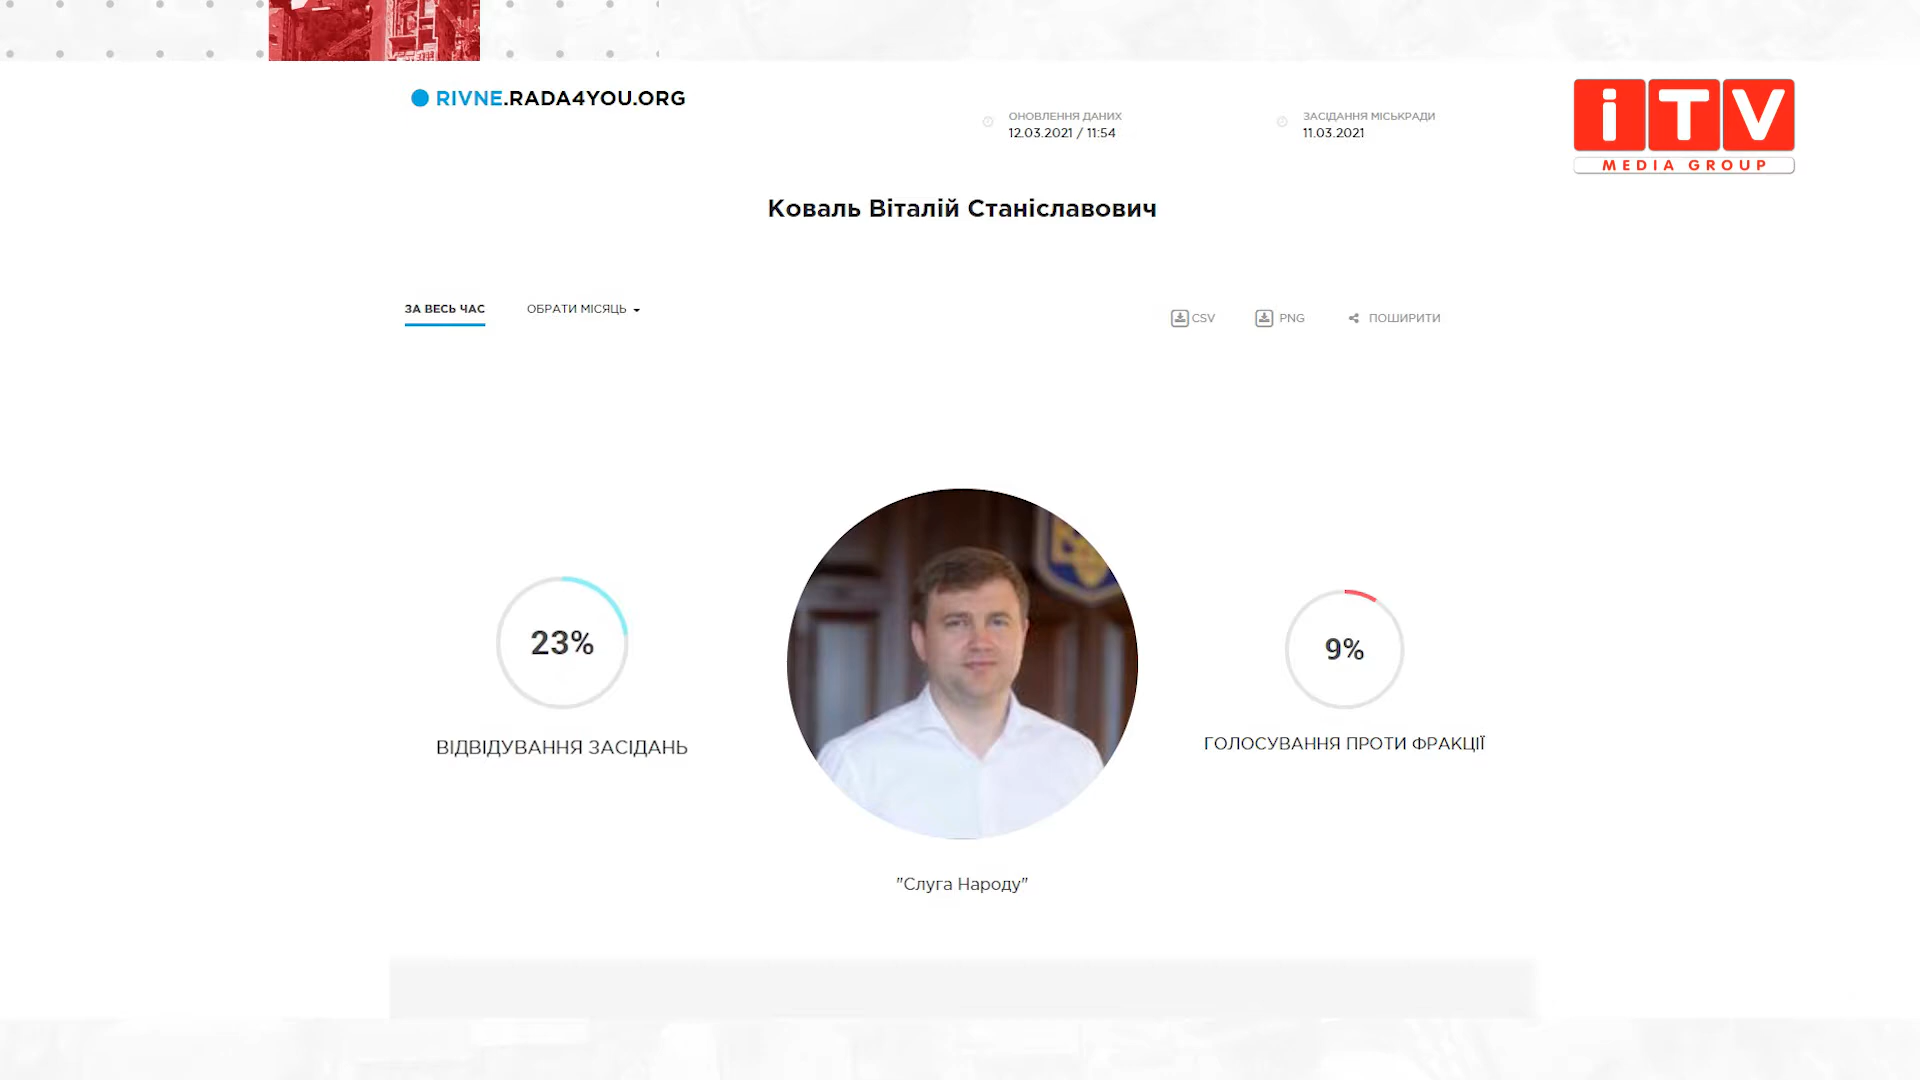 RIVNE.RADA4YOU.ORG
ОНОВЛЕННЯ ДАНИХ
12.03.2021 / 11:54
ЗАСІДАННЯ МІСЬКРАДИ
11.03.2021
iTV
MEDIA GROUP
Коваль Віталій Станіславович
ЗА ВЕСЬ ЧАС
ОБРАТИ МІСЯЦЬ
CSV
PNG
ПОШИРИТИ
23%
ВІДВІДУВАННЯ ЗАСІДАНЬ
9%
ГОЛОСУВАННЯ ПРОТИ ФРАКЦІЇ
"Слуга Народу"